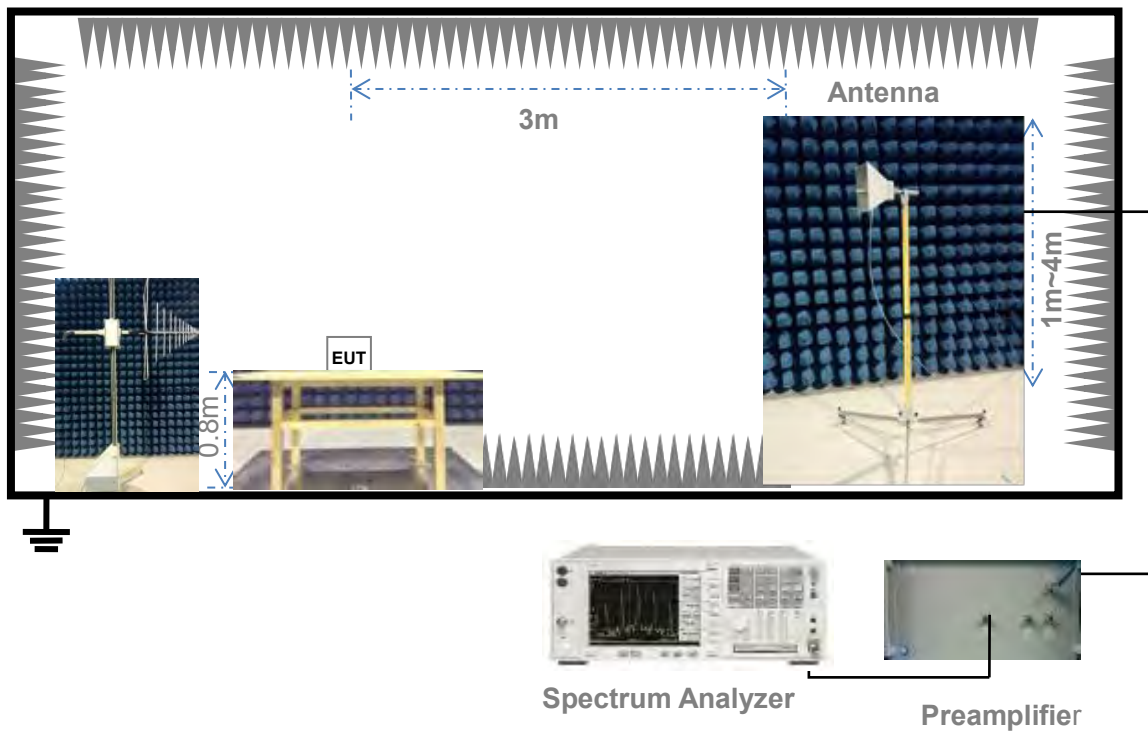 Antenna
3m
1m~4m
EUT
0.8m
Spectrum Analyzer
Preamplifier